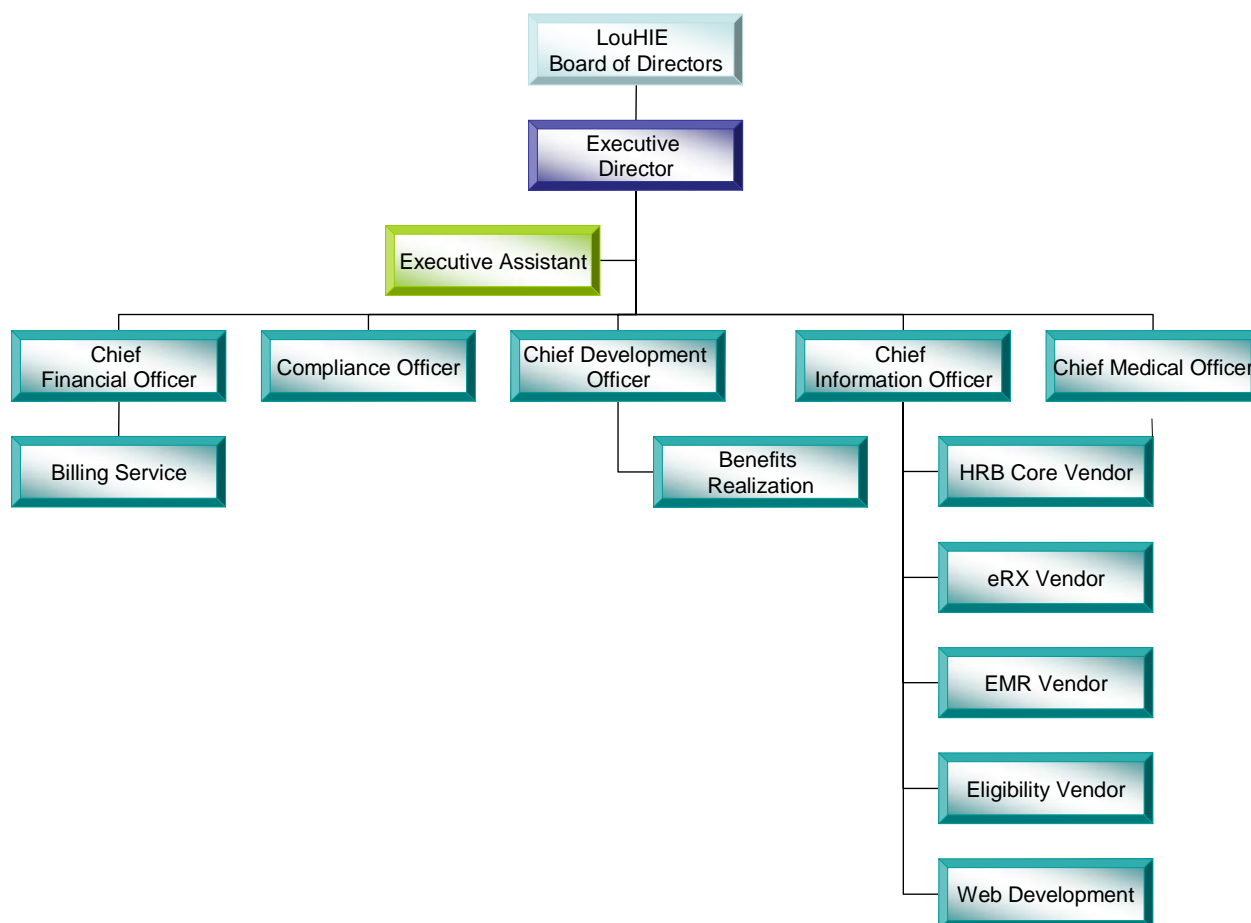 LouHIE
Board of Directors
Executive
Director
Executive Assistant
Chief
Financial Officer
Compliance Officer
Chief Development
Officer
Chief
Information Officer
Chief Medical Officer
Billing Service
Benefits
Realization
HRB Core Vendor
eRX Vendor
EMR Vendor
Eligibility Vendor
Web Development